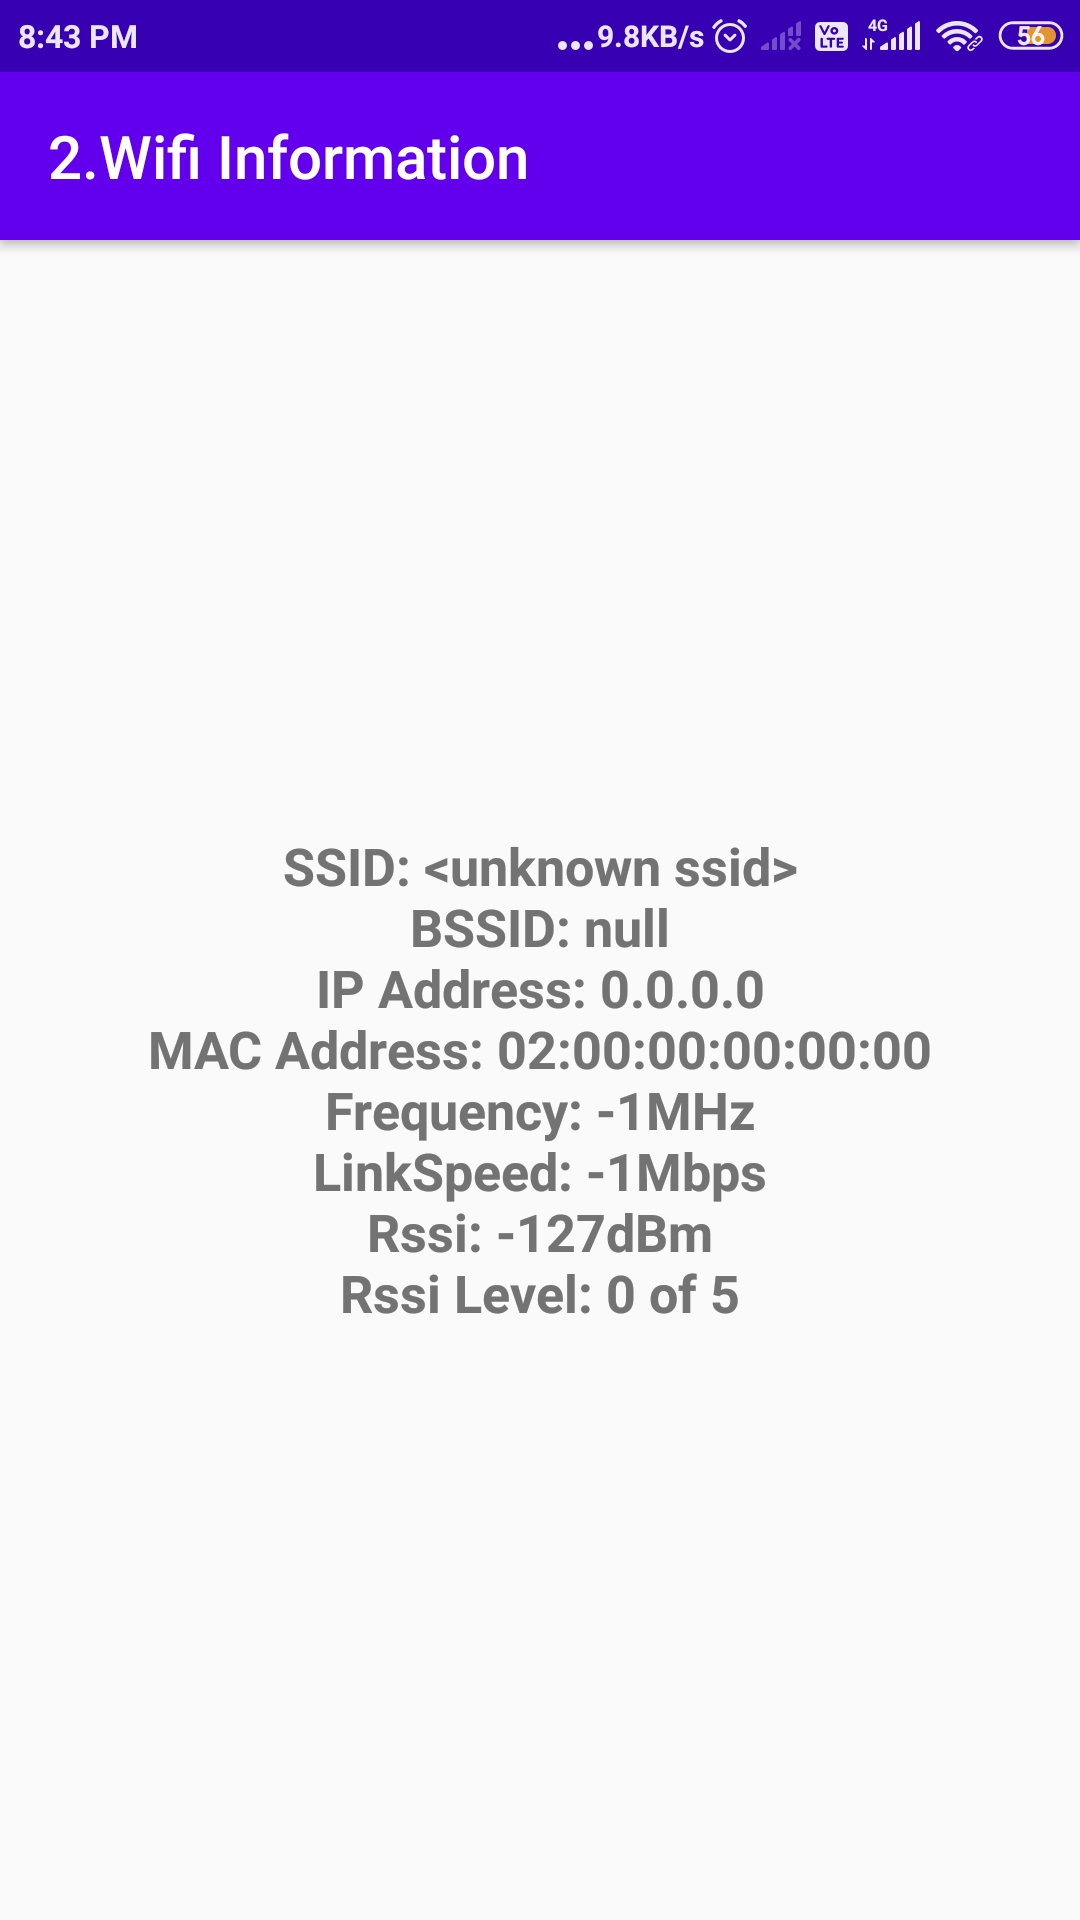 8:43 PM ...9.8KB/s Vo LTE 4G 56
2.Wifi Information
SSID: <unknown ssid>
BSSID: null
IP Address: 0.0.0.0
MAC Address: 02:00:00:00:00:00
Frequency: -1MHz
LinkSpeed: -1Mbps
Rssi: -127dBm
Rssi Level: 0 of 5